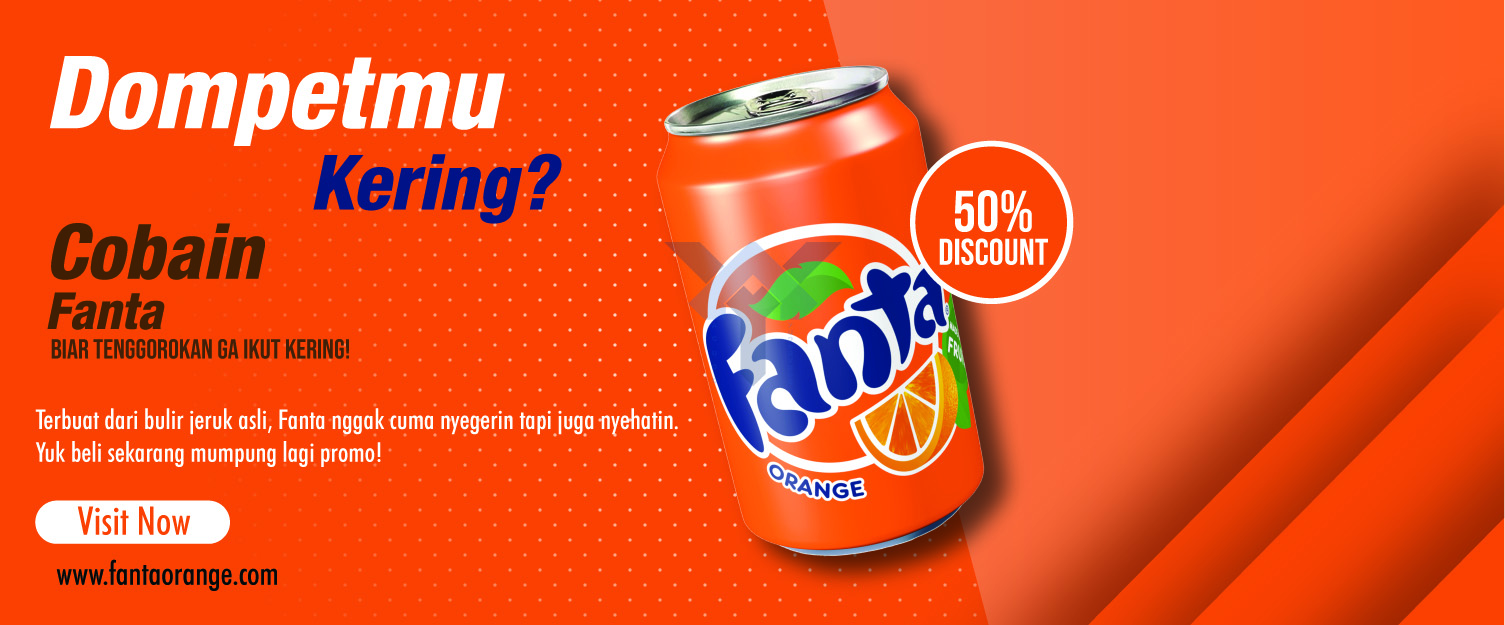 Dompetmu
Kering?
Cobain
Fanta
BIAR TENGGOROKAN GA IKUT KERING!
Terbuat dari bulir jeruk asli, Fanta nggak cuma nyegerin tapi juga nyehatin.
Yuk beli sekarang mumpung lagi promo!
Visit Now
www.fantaorange.com
50%
DISCOUNT
fanta
ORANGE